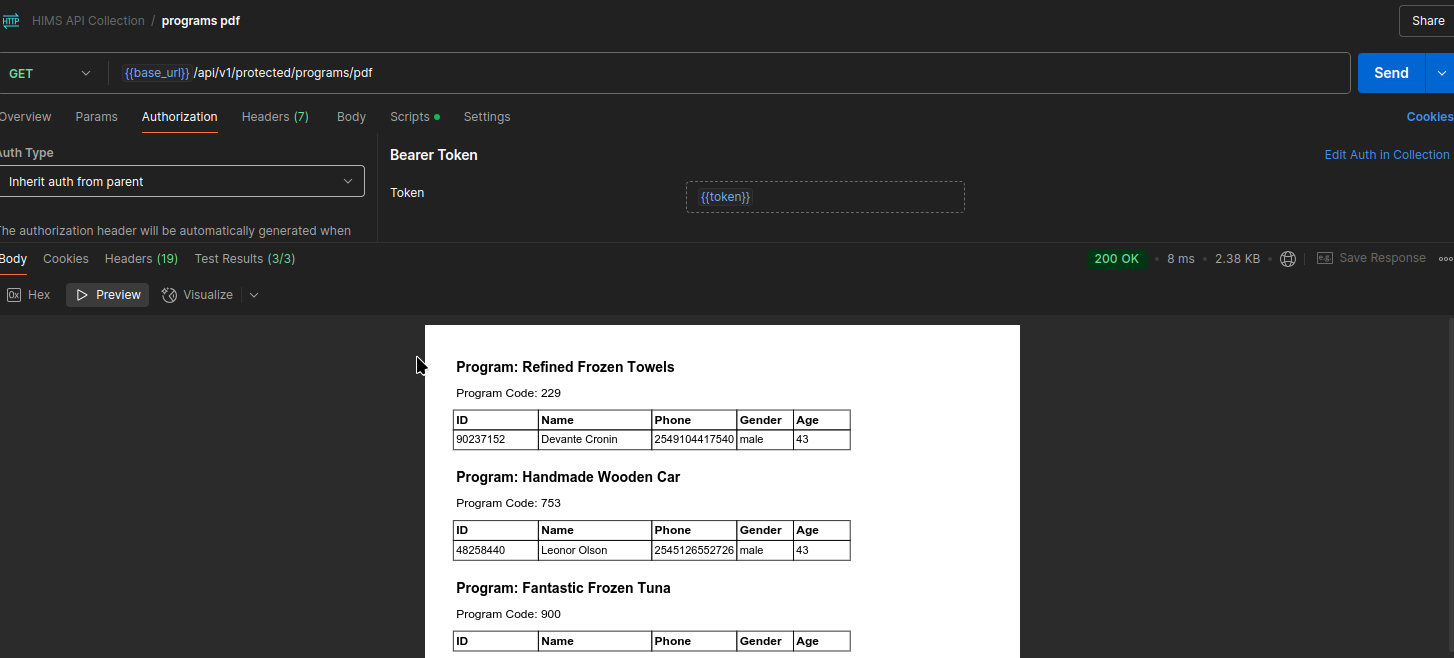 HTTP HIMS API Collection / programs pdf Share
GET {{base_url}} /api/v1/protected/programs/pdf Send
Overview Params Authorization Headers (7) Body Scripts Settings Cookies
Auth Type
Inherit auth from parent
The authorization header will be automatically generated when
Bearer Token Edit Auth in Collection
Token {{token}}
Body Cookies Headers (19) Test Results (3/3) 200 OK • 8 ms • 2.38 KB • e.g. Save Response
0x Hex Preview Visualize
Program: Refined Frozen Towels
Program Code: 229
ID Name Phone Gender Age
90237152 Devante Cronin 2549104417540 male 43
Program: Handmade Wooden Car
Program Code: 753
ID Name Phone Gender Age
48258440 Leonor Olson 2545126552726 male 43
Program: Fantastic Frozen Tuna
Program Code: 900
ID Name Phone Gender Age